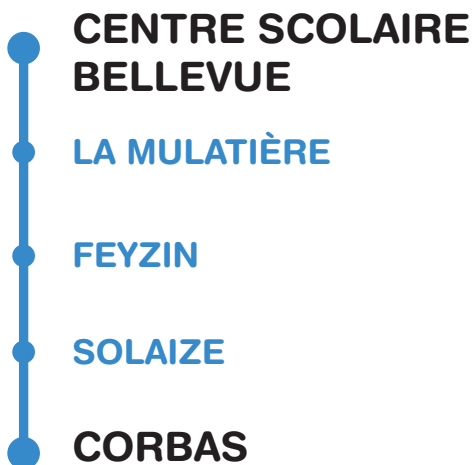 CENTRE SCOLAIRE
BELLEVUE
LA MULATIÈRE
FEYZIN
SOLAIZE
CORBAS